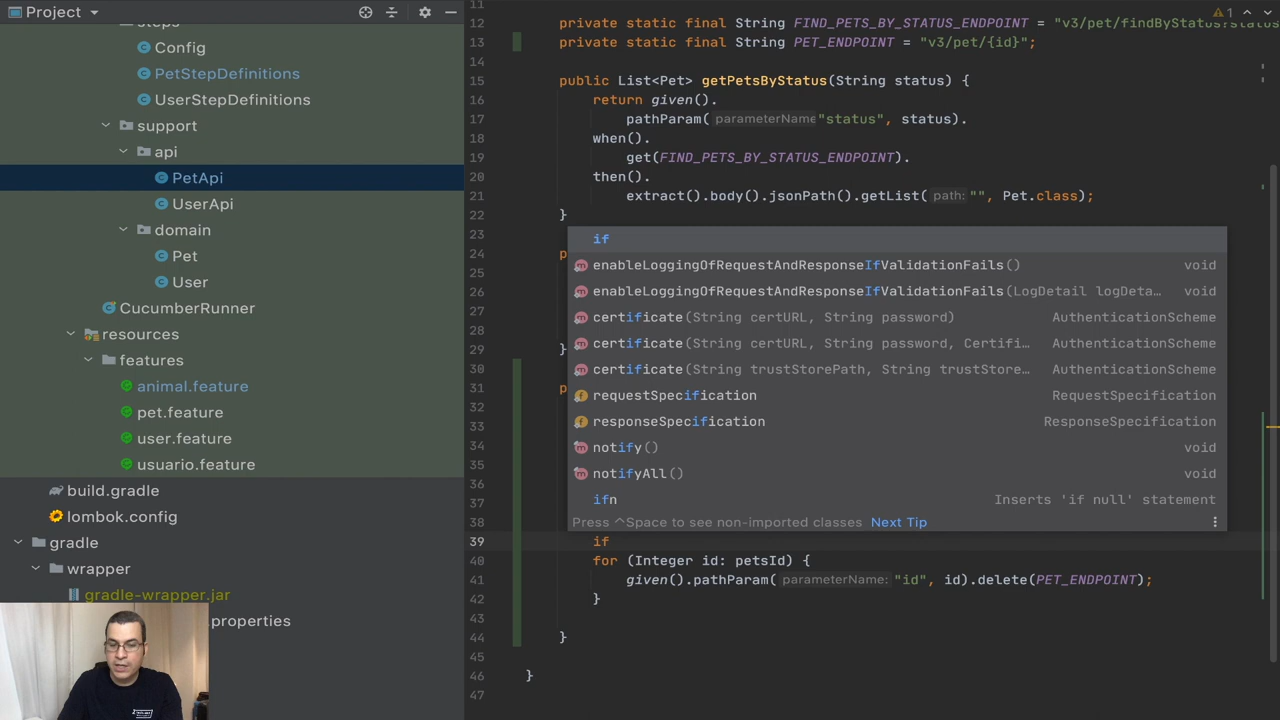 Project
steps
Config
PetStepDefinitions
UserStepDefinitions
support
api
PetApi
UserApi
domain
Pet
User
CucumberRunner
resources
features
animal.feature
pet.feature
user.feature
usuario.feature
build.gradle
lombok.config
gradle
wrapper
gradle-wrapper.jar
.properties
11
1
12 private static final String FIND_PETS_BY_STATUS_ENDPOINT = "v3/pet/findByStatus?status
13 private static final String PET_ENDPOINT = "v3/pet/{id}";
14
15 public List<Pet> getPetsByStatus(String status) {
16 return given().
17 pathParam( parameterName "status", status).
18 when().
19 get(FIND_PETS_BY_STATUS_ENDPOINT).
20 then().
21 extract().body().jsonPath().getList( path: "", Pet.class);
22 }
23
24 p
25
26
27
28
29 }
30
31 p
32
33
34
35
36
37
38
if
enableLoggingOfRequestAndResponseIfValidationFails() void
enableLoggingOfRequestAndResponseIfValidationFails(LogDetail logDeta… void
certificate(String certURL, String password) AuthenticationScheme
certificate(String certURL, String password, Certifi… AuthenticationScheme
certificate(String trustStorePath, String trustStore… AuthenticationScheme
requestSpecification RequestSpecification
responseSpecification ResponseSpecification
notify() void
notifyAll() void
ifn Inserts 'if null' statement
Press ^Space to see non-imported classes Next Tip
39 if
40 for (Integer id: petsId) {
41 given().pathParam( parameterName: "id", id).delete(PET_ENDPOINT);
42 }
43
44 }
45
46 }
47